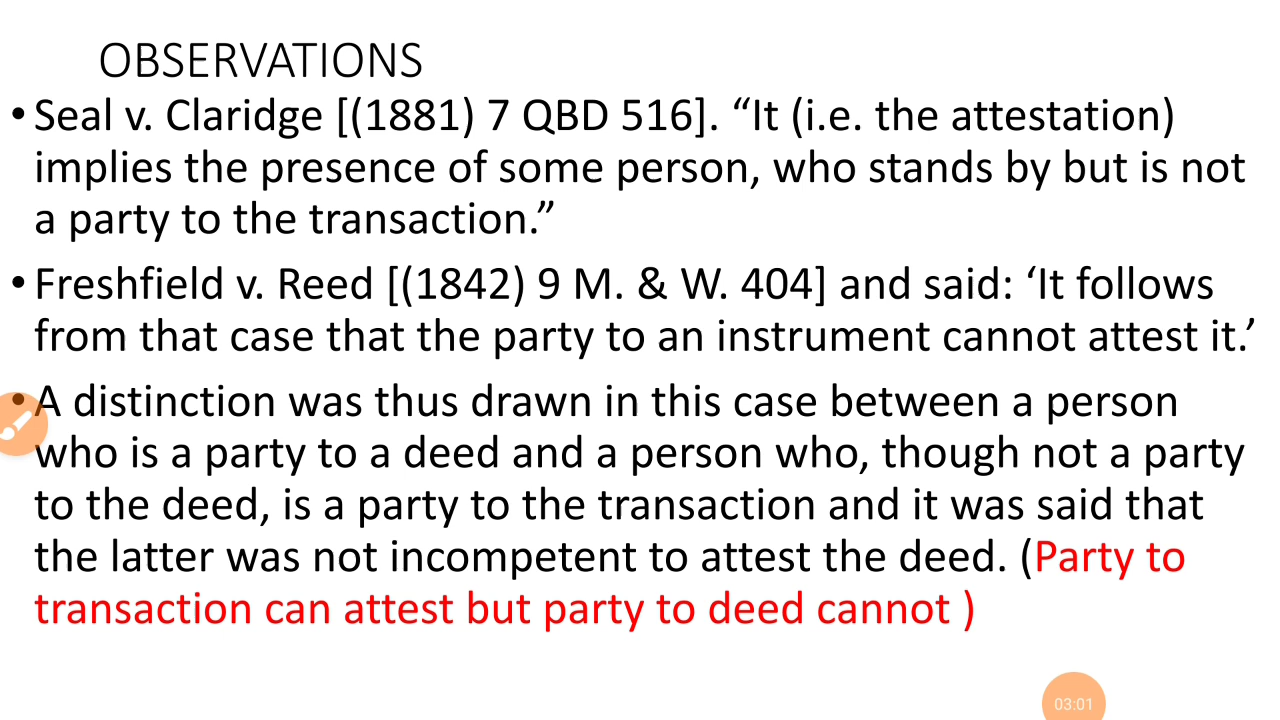 OBSERVATIONS
• Seal v. Claridge [(1881) 7 QBD 516]. “It (i.e. the attestation)
implies the presence of some person, who stands by but is not
a party to the transaction.”
• Freshfield v. Reed [(1842) 9 M. & W. 404] and said: ‘It follows
from that case that the party to an instrument cannot attest it.’
• A distinction was thus drawn in this case between a person
who is a party to a deed and a person who, though not a party
to the deed, is a party to the transaction and it was said that
the latter was not incompetent to attest the deed. (Party to
transaction can attest but party to deed cannot )
03:01